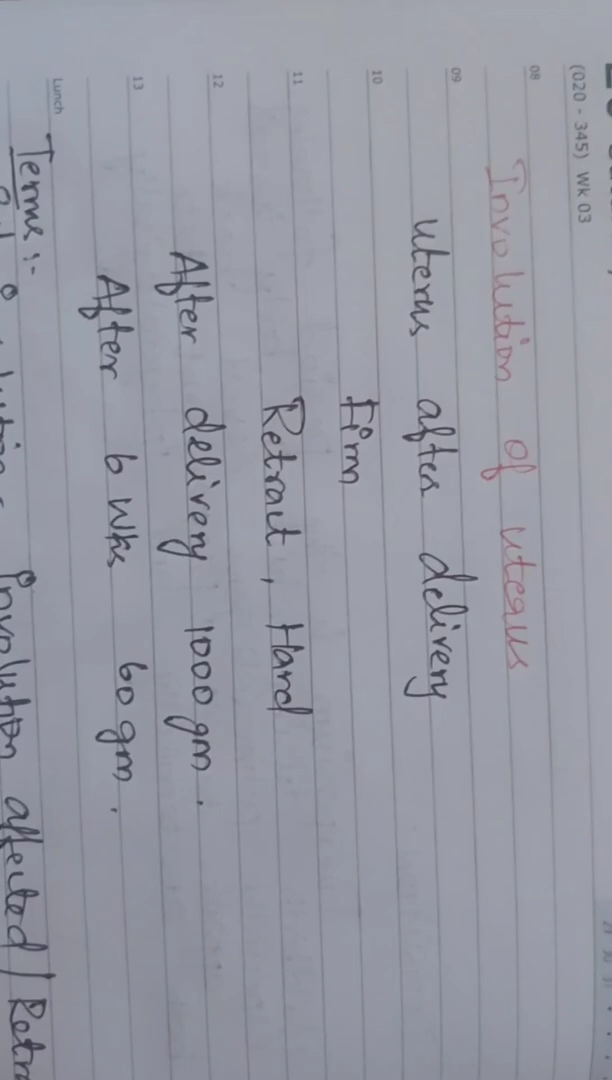 (020 - 345) Wk 03
08
Involution of uterus
09
uterus after delivery
10
Firm
11
Retract, Hard
12
After delivery 1000 gm.
13
After 6 wks 60 gm.
Lunch
Terms :-
involution affected / Retr